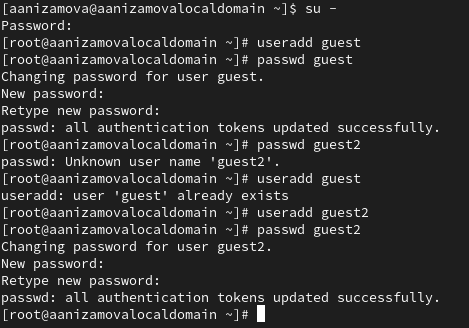 [aanizamova@aanizamovalocaldomain ~]$ su -
Password:
[root@aanizamovalocaldomain ~]# useradd guest
[root@aanizamovalocaldomain ~]# passwd guest
Changing password for user guest.
New password:
Retype new password:
passwd: all authentication tokens updated successfully.
[root@aanizamovalocaldomain ~]# passwd guest2
passwd: Unknown user name 'guest2'.
[root@aanizamovalocaldomain ~]# useradd guest
useradd: user 'guest' already exists
[root@aanizamovalocaldomain ~]# useradd guest2
[root@aanizamovalocaldomain ~]# passwd guest2
Changing password for user guest2.
New password:
Retype new password:
passwd: all authentication tokens updated successfully.
[root@aanizamovalocaldomain ~]#